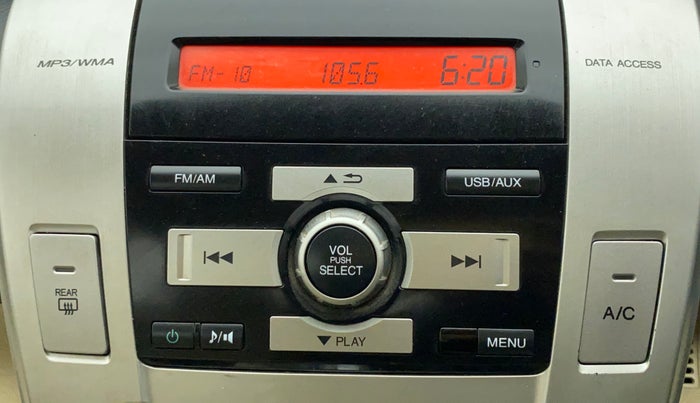 MP3/WMA
FM-10 105.6 6:20
DATA ACCESS
FM/AM
USB/AUX
VOL
PUSH
SELECT
REAR
A/C
PLAY
MENU